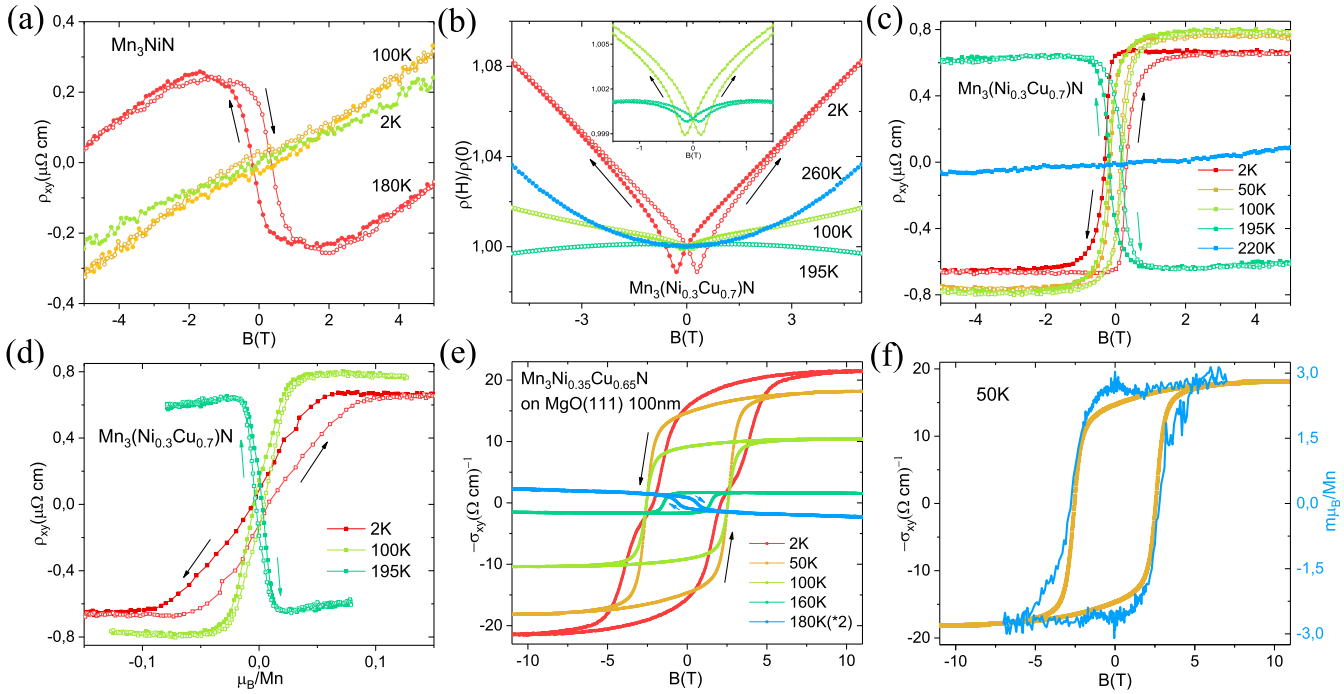 (a)
Mn3NiN
0,4
0,2
0,0
-0,2
-0,4
ρxy(μΩ cm)
100K
2K
180K
-4
-2
0
2
4
B(T)
(b)
1,08
1,04
1,00
ρ(H)/ρ(0)
1,005
1,002
0,999
-1
0
1
B(T)
2K
260K
100K
195K
Mn3(Ni0.3Cu0.7)N
-3
0
3
B(T)
(c)
0,8
0,4
0,0
-0,4
-0,8
ρxy(μΩ cm)
Mn3(Ni0.3Cu0.7)N
2K
50K
100K
195K
220K
-4
-2
0
2
4
B(T)
(d)
0,8
0,4
0,0
-0,4
-0,8
ρxy(μΩ cm)
Mn3(Ni0.3Cu0.7)N
2K
100K
195K
-0,1
0,0
0,1
μB/Mn
(e)
20
15
10
5
0
-5
-10
-15
-20
−σxy(Ω cm)−1
Mn3Ni0.35Cu0.65N
on MgO(111) 100nm
2K
50K
100K
160K
180K(*2)
-10
-5
0
5
10
B(T)
(f)
20
10
0
-10
-20
−σxy(Ω cm)−1
50K
3,0
1,5
0,0
-1,5
-3,0
mμB/Mn
-10
-5
0
5
10
B(T)